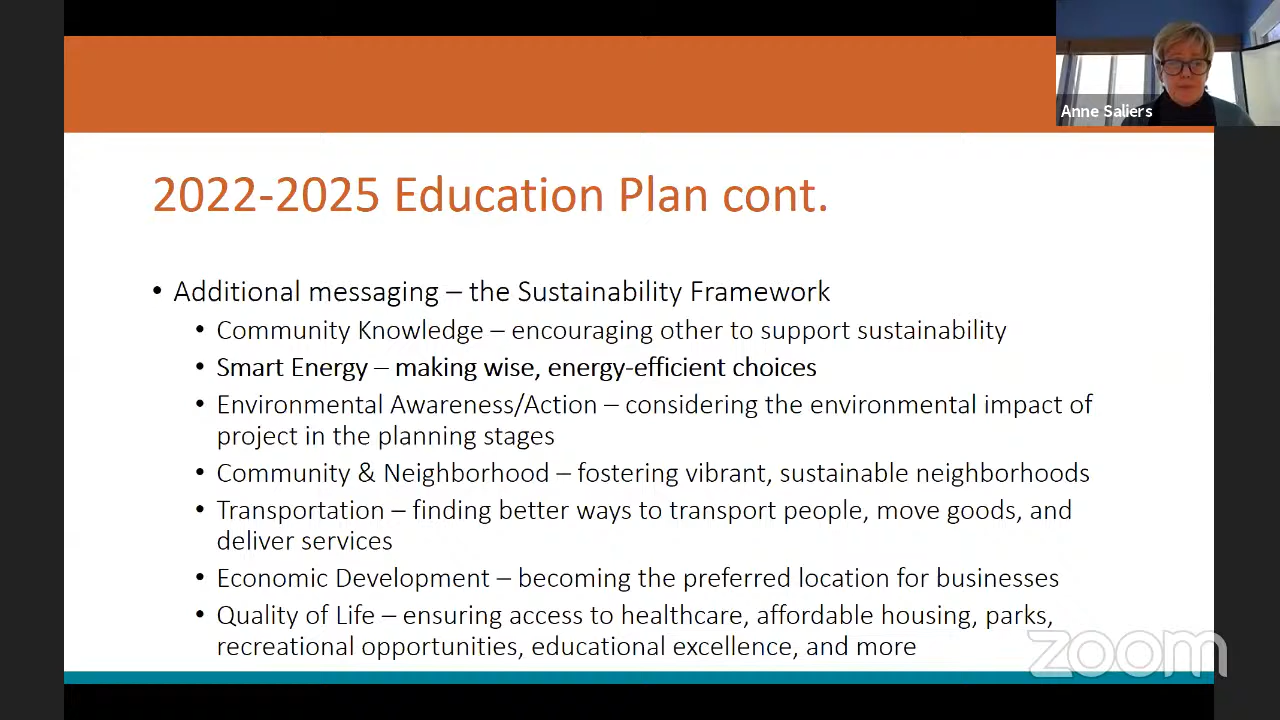 Anne Saliers
2022-2025 Education Plan cont.
• Additional messaging – the Sustainability Framework
• Community Knowledge – encouraging other to support sustainability
• Smart Energy – making wise, energy-efficient choices
• Environmental Awareness/Action – considering the environmental impact of
project in the planning stages
• Community & Neighborhood – fostering vibrant, sustainable neighborhoods
• Transportation – finding better ways to transport people, move goods, and
deliver services
• Economic Development – becoming the preferred location for businesses
• Quality of Life – ensuring access to healthcare, affordable housing, parks,
recreational opportunities, educational excellence, and more
zoom